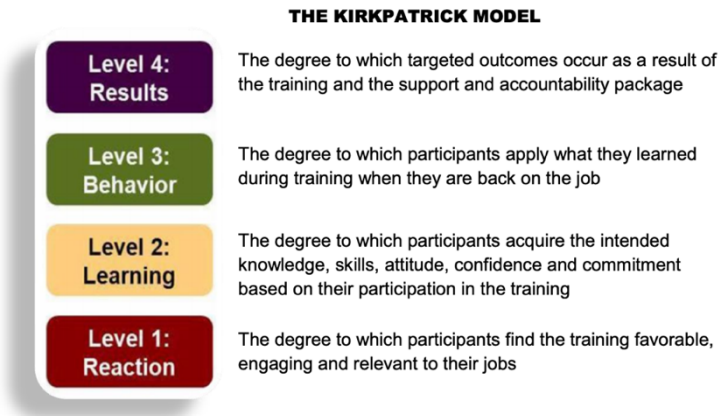 THE KIRKPATRICK MODEL
Level 4:
Results
The degree to which targeted outcomes occur as a result of
the training and the support and accountability package
Level 3:
Behavior
The degree to which participants apply what they learned
during training when they are back on the job
Level 2:
Learning
The degree to which participants acquire the intended
knowledge, skills, attitude, confidence and commitment
based on their participation in the training
Level 1:
Reaction
The degree to which participants find the training favorable,
engaging and relevant to their jobs